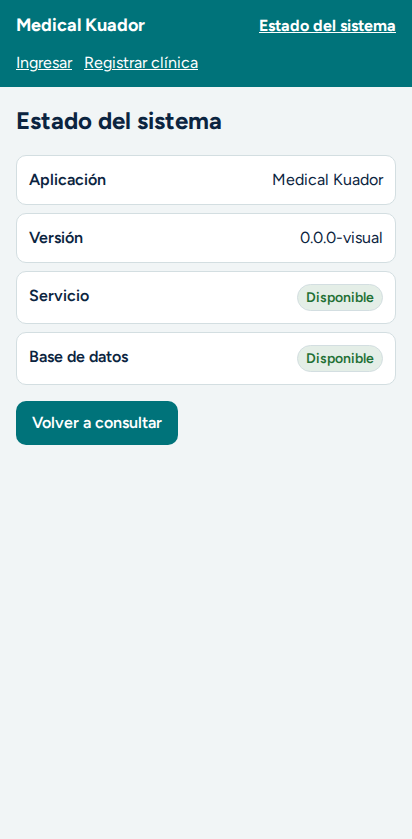 Medical Kuador Estado del sistema
Ingresar Registrar clínica
Estado del sistema
Aplicación Medical Kuador
Versión 0.0.0-visual
Servicio Disponible
Base de datos Disponible
Volver a consultar